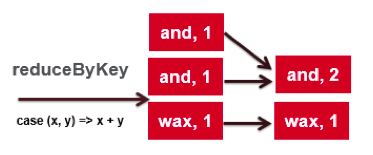 and, 1
reduceByKey
and, 1
and, 2
case (x, y) => x + y
wax, 1
wax, 1